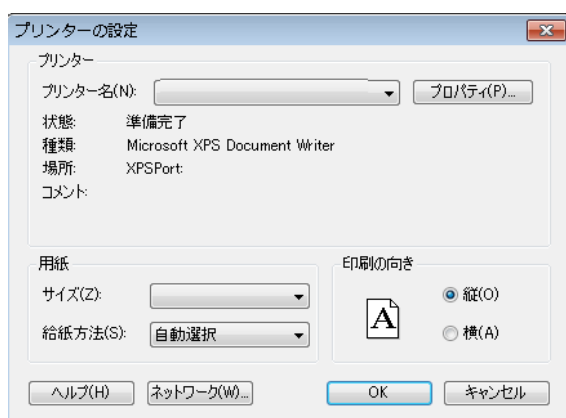 プリンターの設定
プリンター
プリンター名(N):
プロパティ(P)...
状態: 準備完了
種類: Microsoft XPS Document Writer
場所: XPSPort:
コメント:
用紙
サイズ(Z):
給紙方法(S): 自動選択
印刷の向き
A
縦(O)
横(A)
ヘルプ(H) ネットワーク(W)... OK キャンセル